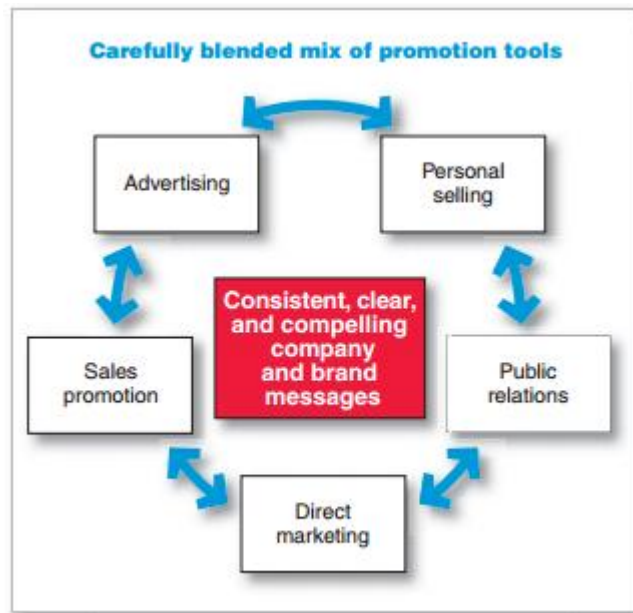 Carefully blended mix of promotion tools
Advertising
Personal
selling
Consistent, clear,
and compelling
company
and brand
messages
Sales
promotion
Public
relations
Direct
marketing